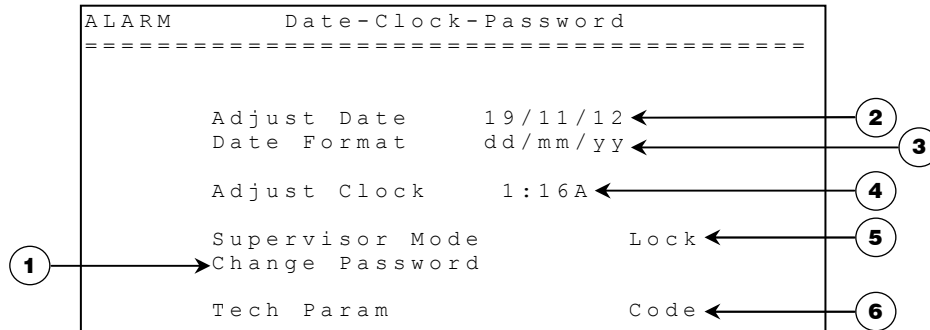 ALARM Date-Clock-Password
========================================
Adjust Date 19/11/12 2
Date Format dd/mm/yy 3
Adjust Clock 1:16A 4
Supervisor Mode Lock 5
1 Change Password
Tech Param Code 6